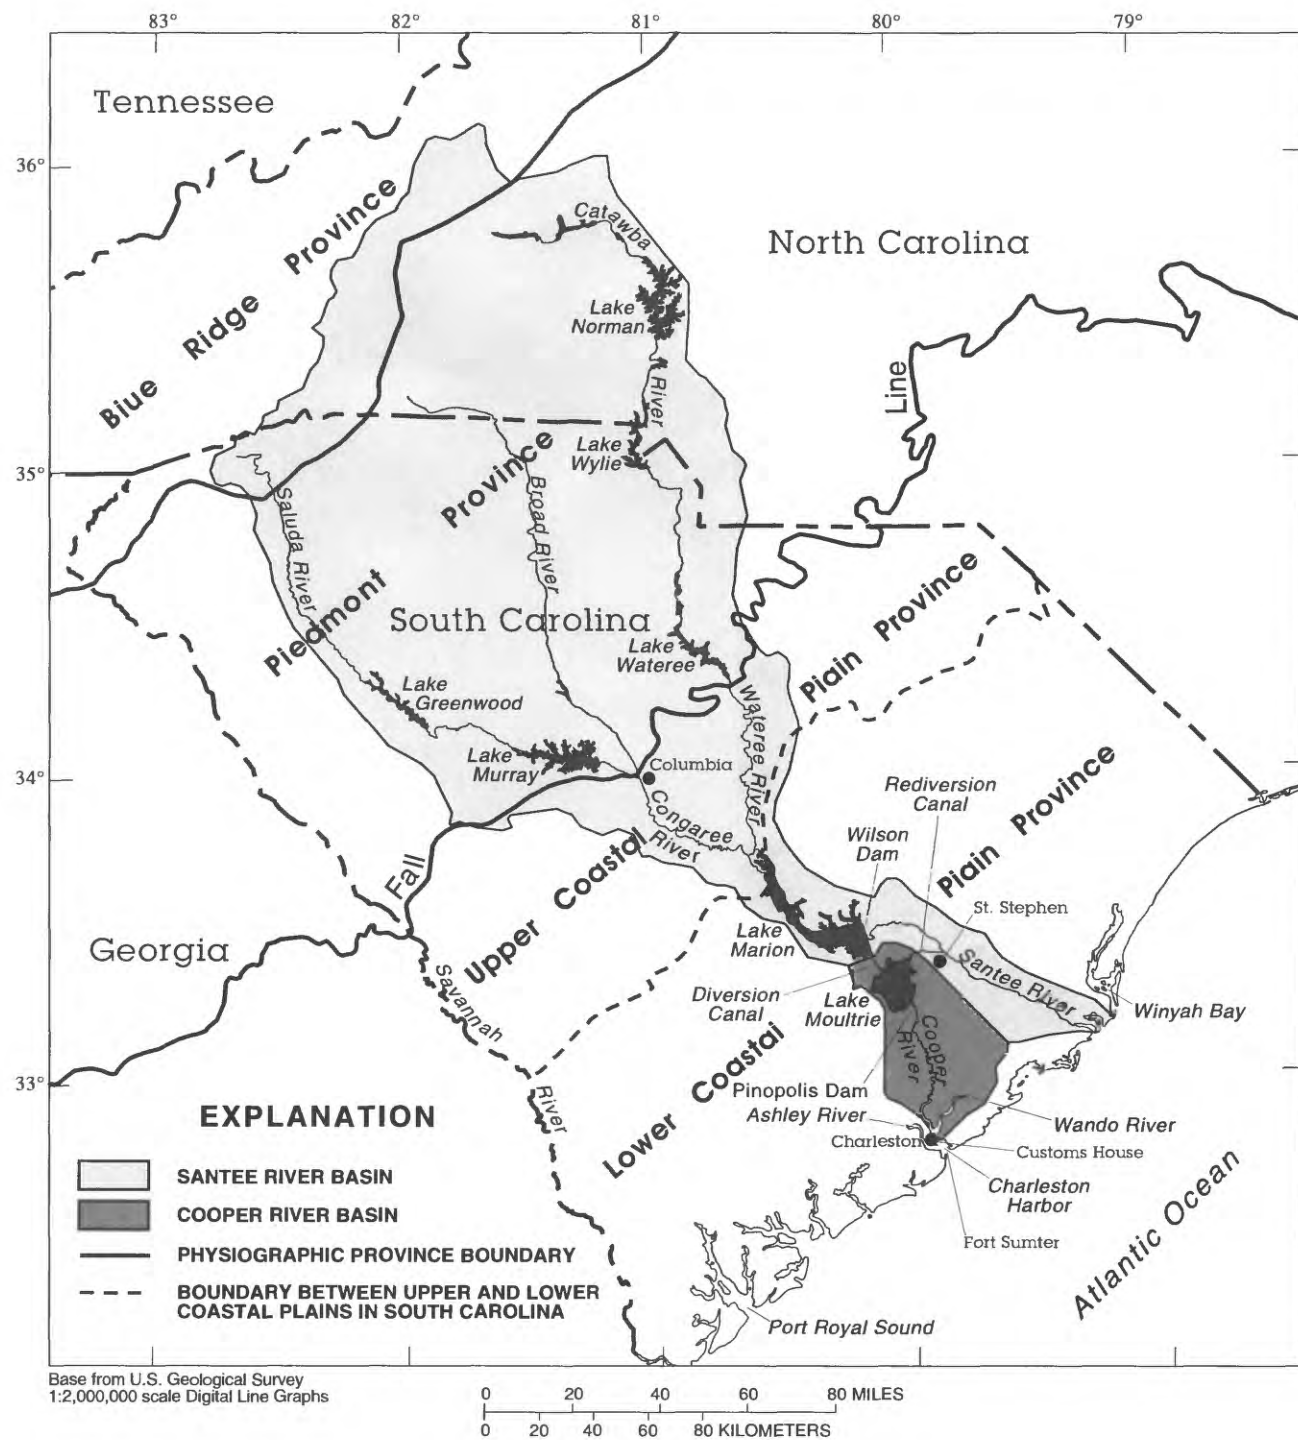 83°
82°
81°
80°
79°
Tennessee
36°
Blue Ridge Province
Catawba
River
North Carolina
Lake
Norman
Line
Lake
Wylie
35°
Saluda River
Broad River
Piedmont Province
South Carolina
Lake
Wateree
Plain Province
Lake
Greenwood
Wateree River
Lake
Murray
Columbia
34°
Rediversion
Canal
Congaree
River
Wilson
Dam
Plain Province
Fall
Upper Coastal
St. Stephen
Georgia
Lake
Marion
Santee River
Savannah
River
Diversion
Canal
Lake
Moultrie
Winyah Bay
Cooper
River
33°
Lower Coastal
Pinopolis Dam
Ashley River
Wando River
Charleston
Customs House
Charleston
Harbor
Fort Sumter
Atlantic Ocean
Port Royal Sound
EXPLANATION
SANTEE RIVER BASIN
COOPER RIVER BASIN
PHYSIOGRAPHIC PROVINCE BOUNDARY
BOUNDARY BETWEEN UPPER AND LOWER
COASTAL PLAINS IN SOUTH CAROLINA
Base from U.S. Geological Survey
1:2,000,000 scale Digital Line Graphs
0 20 40 60 80 MILES
0 20 40 60 80 KILOMETERS